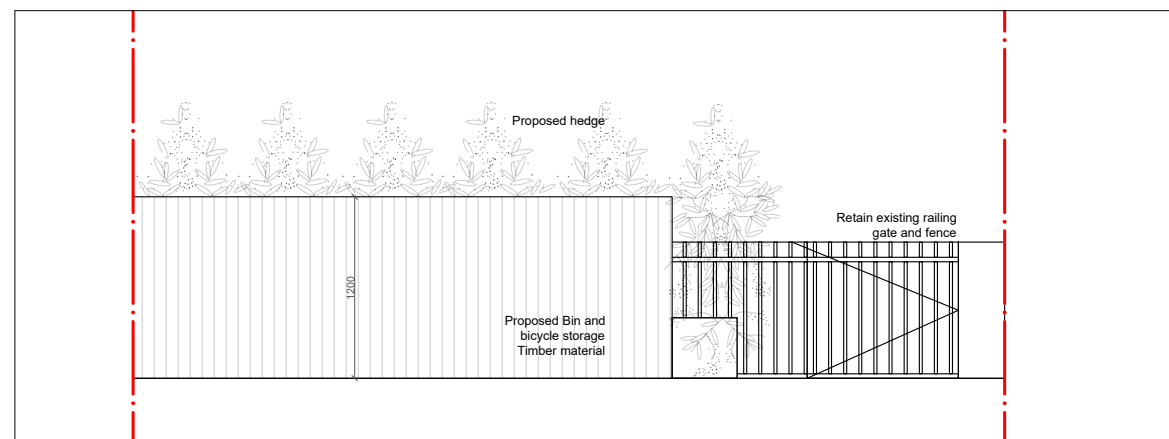 Proposed hedge
Retain existing railing
gate and fence
1200
Proposed Bin and
bicycle storage
Timber material